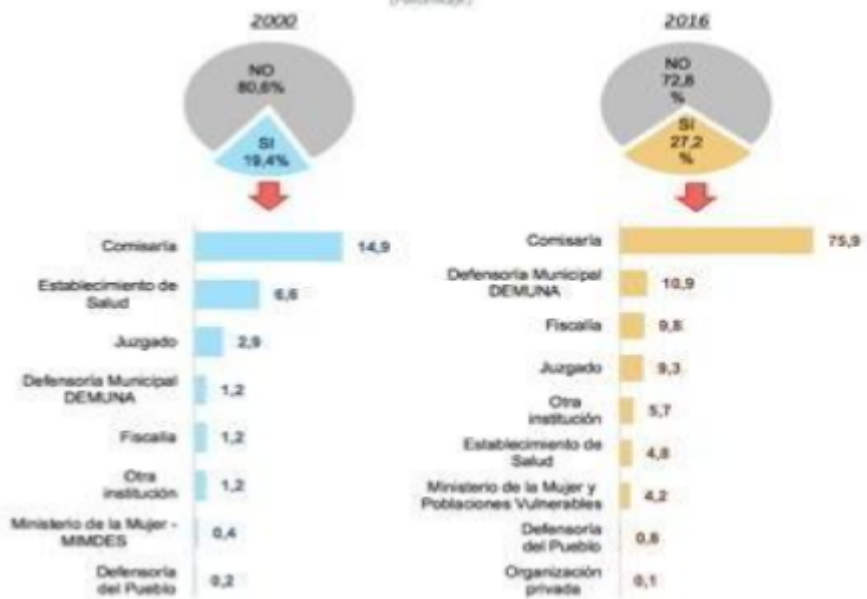 2000
NO
80,6%
SI
19,4%
Comisaría
14,9
Establecimiento de
Salud
6,6
Juzgado
2,9
Defensoría Municipal
DEMUNA
1,2
Fiscalía
1,2
Otra
institución
1,2
Ministerio de la Mujer -
MIMDES
0,4
Defensoría
del Pueblo
0,2
2016
NO
72,8
%
SI
27,2
%
Comisaría
75,9
Defensoría Municipal
DEMUNA
10,9
Fiscalía
9,8
Juzgado
9,3
Otra
institución
5,7
Establecimiento de
Salud
4,8
Ministerio de la Mujer y
Poblaciones Vulnerables
4,2
Defensoría
del Pueblo
Organización
privada
0,1